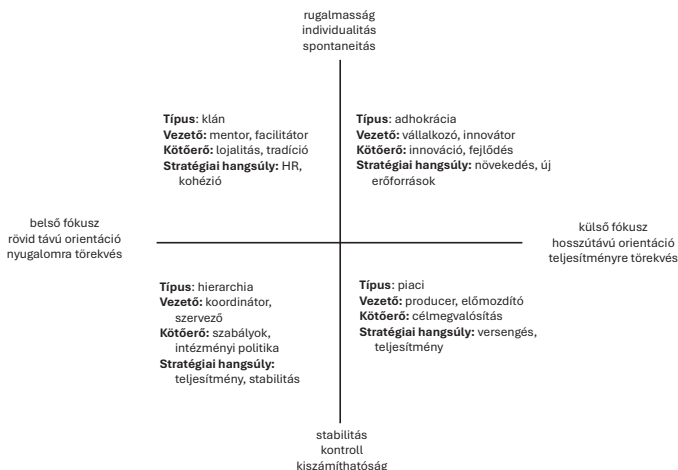 rugalmasság
individualitás
spontaneitás
Típus: klán
Vezető: mentor, facilitátor
Kötőerő: lojalitás, tradíció
Stratégiai hangsúly: HR,
kohézió
Típus: adhokrácia
Vezető: vállalkozó, innovátor
Kötőerő: innováció, fejlődés
Stratégiai hangsúly: növekedés, új
erőforrások
belső fókusz
rövid távú orientáció
nyugalomra törekvés
külső fókusz
hosszútávú orientáció
teljesítményre törekvés
Típus: hierarchia
Vezető: koordinátor,
szervező
Kötőerő: szabályok,
intézményi politika
Stratégiai hangsúly:
teljesítmény, stabilitás
Típus: piaci
Vezető: producer, előmozdító
Kötőerő: célmegvalósítás
Stratégiai hangsúly: versengés,
teljesítmény
stabilitás
kontroll
kiszámíthatóság